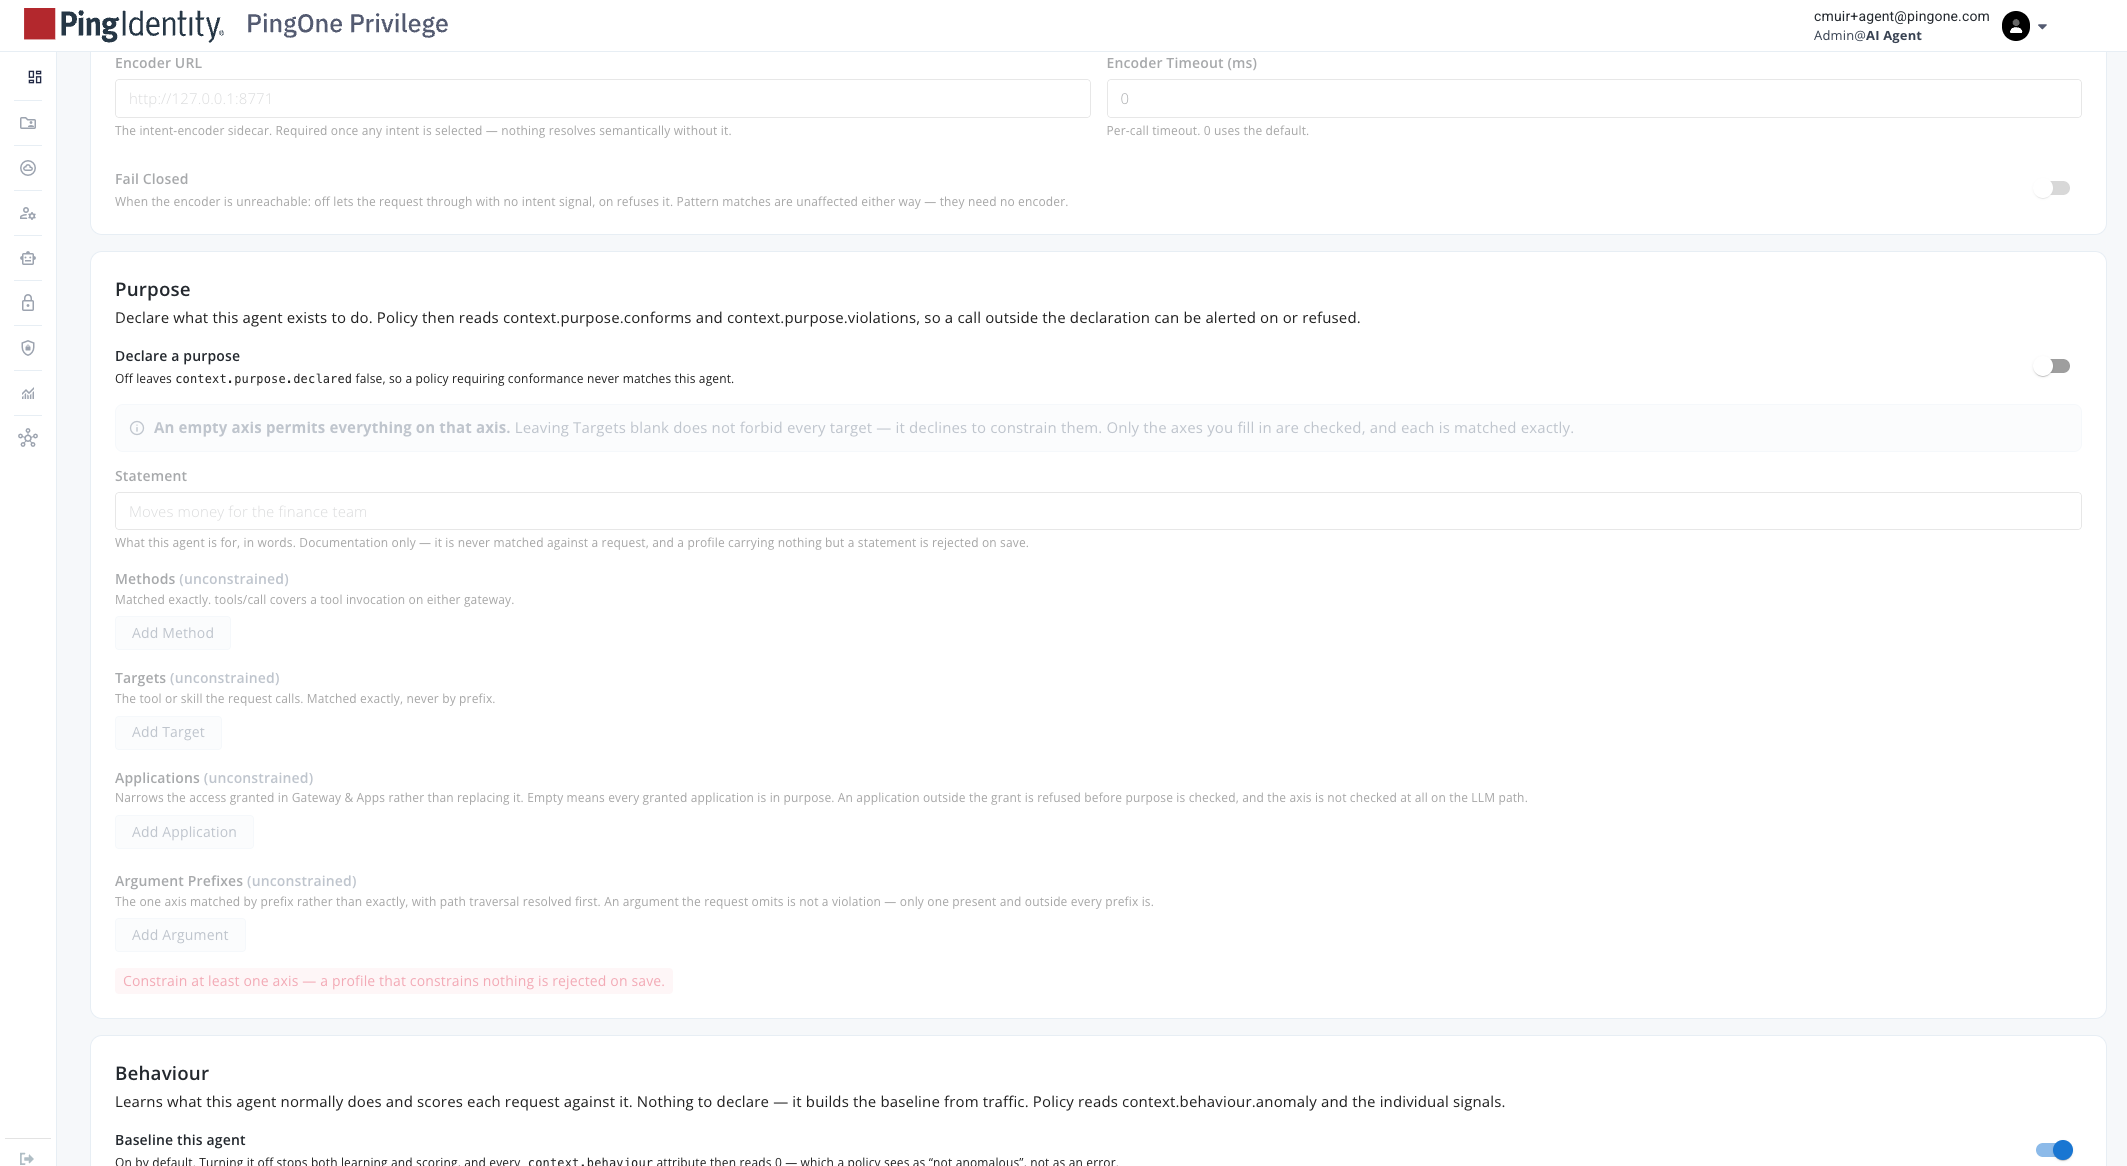 PingIdentity. PingOne Privilege
cmuir+agent@pingone.com
Admin@AI Agent
Encoder URL
Encoder Timeout (ms)
http://127.0.0.1:8771
0
The intent-encoder sidecar. Required once any intent is selected — nothing resolves semantically without it.
Per-call timeout. 0 uses the default.
Fail Closed
When the encoder is unreachable: off lets the request through with no intent signal, on refuses it. Pattern matches are unaffected either way — they need no encoder.
Purpose
Declare what this agent exists to do. Policy then reads context.purpose.conforms and context.purpose.violations, so a call outside the declaration can be alerted on or refused.
Declare a purpose
Off leaves context.purpose.declared false, so a policy requiring conformance never matches this agent.
An empty axis permits everything on that axis. Leaving Targets blank does not forbid every target — it declines to constrain them. Only the axes you fill in are checked, and each is matched exactly.
Statement
Moves money for the finance team
What this agent is for, in words. Documentation only — it is never matched against a request, and a profile carrying nothing but a statement is rejected on save.
Methods (unconstrained)
Matched exactly. tools/call covers a tool invocation on either gateway.
Add Method
Targets (unconstrained)
The tool or skill the request calls. Matched exactly, never by prefix.
Add Target
Applications (unconstrained)
Narrows the access granted in Gateway & Apps rather than replacing it. Empty means every granted application is in purpose. An application outside the grant is refused before purpose is checked, and the axis is not checked at all on the LLM path.
Add Application
Argument Prefixes (unconstrained)
The one axis matched by prefix rather than exactly, with path traversal resolved first. An argument the request omits is not a violation — only one present and outside every prefix is.
Add Argument
Constrain at least one axis — a profile that constrains nothing is rejected on save.
Behaviour
Learns what this agent normally does and scores each request against it. Nothing to declare — it builds the baseline from traffic. Policy reads context.behaviour.anomaly and the individual signals.
Baseline this agent
On by default. Turning it off stops both learning and scoring, and every context.behaviour attribute then reads 0 — which a policy sees as “not anomalous”, not as an error.